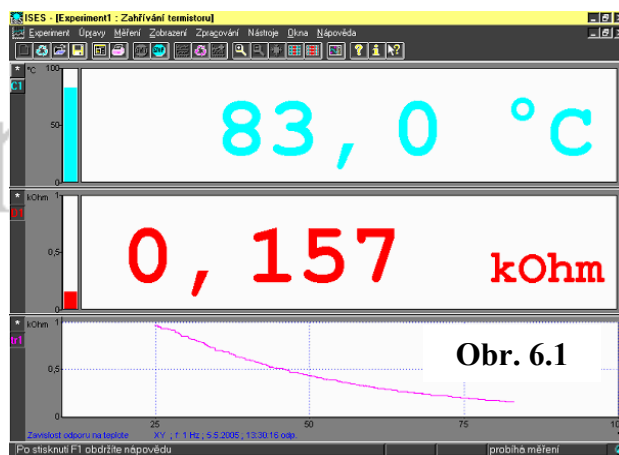 ISES - [Experiment1 : Zahřívání termistoru]
Experiment Úpravy Měření Zobrazení Zpracování Nástroje Okna Nápověda
* °C 100
C1
50
0
83,0 °C
* kOhm 1
D1
0,5
0
0,157 kOhm
* kOhm 1
tr1
0,5
0
Obr. 6.1
25 50 75 100
Zavislost odporu na teplote XY ; f: 1 Hz ; 5.5.2005 , 13:30:16 odp.
Po stisknutí F1 obdržíte nápovědu probíhá měření